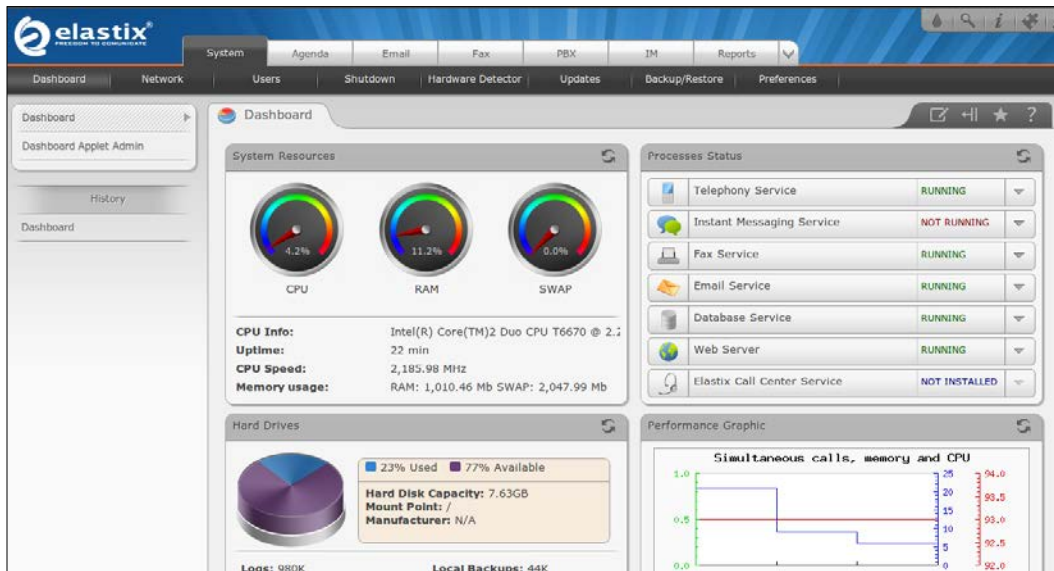 elastix®
FREEDOM TO COMUNICATE
System Agenda Email Fax PBX IM Reports
Dashboard Network Users Shutdown Hardware Detector Updates Backup/Restore Preferences
Dashboard
Dashboard Applet Admin
History
Dashboard
Dashboard
System Resources
4.2% 11.2% 0.0%
CPU RAM SWAP
CPU Info: Intel(R) Core(TM)2 Duo CPU T6670 @ 2.2
Uptime: 22 min
CPU Speed: 2,185.98 MHz
Memory usage: RAM: 1,010.46 Mb SWAP: 2,047.99 Mb
Processes Status
Telephony Service RUNNING
Instant Messaging Service NOT RUNNING
Fax Service RUNNING
Email Service RUNNING
Database Service RUNNING
Web Server RUNNING
Elastix Call Center Service NOT INSTALLED
Hard Drives
23% Used 77% Available
Hard Disk Capacity: 7.63GB
Mount Point: /
Manufacturer: N/A
Logs: 980K Local Backups: 44K
Performance Graphic
Simultaneous calls, memory and CPU
1.0 25 94.0
20 93.5
15
0.5 93.0
10
5 92.5
0.0 0 92.0